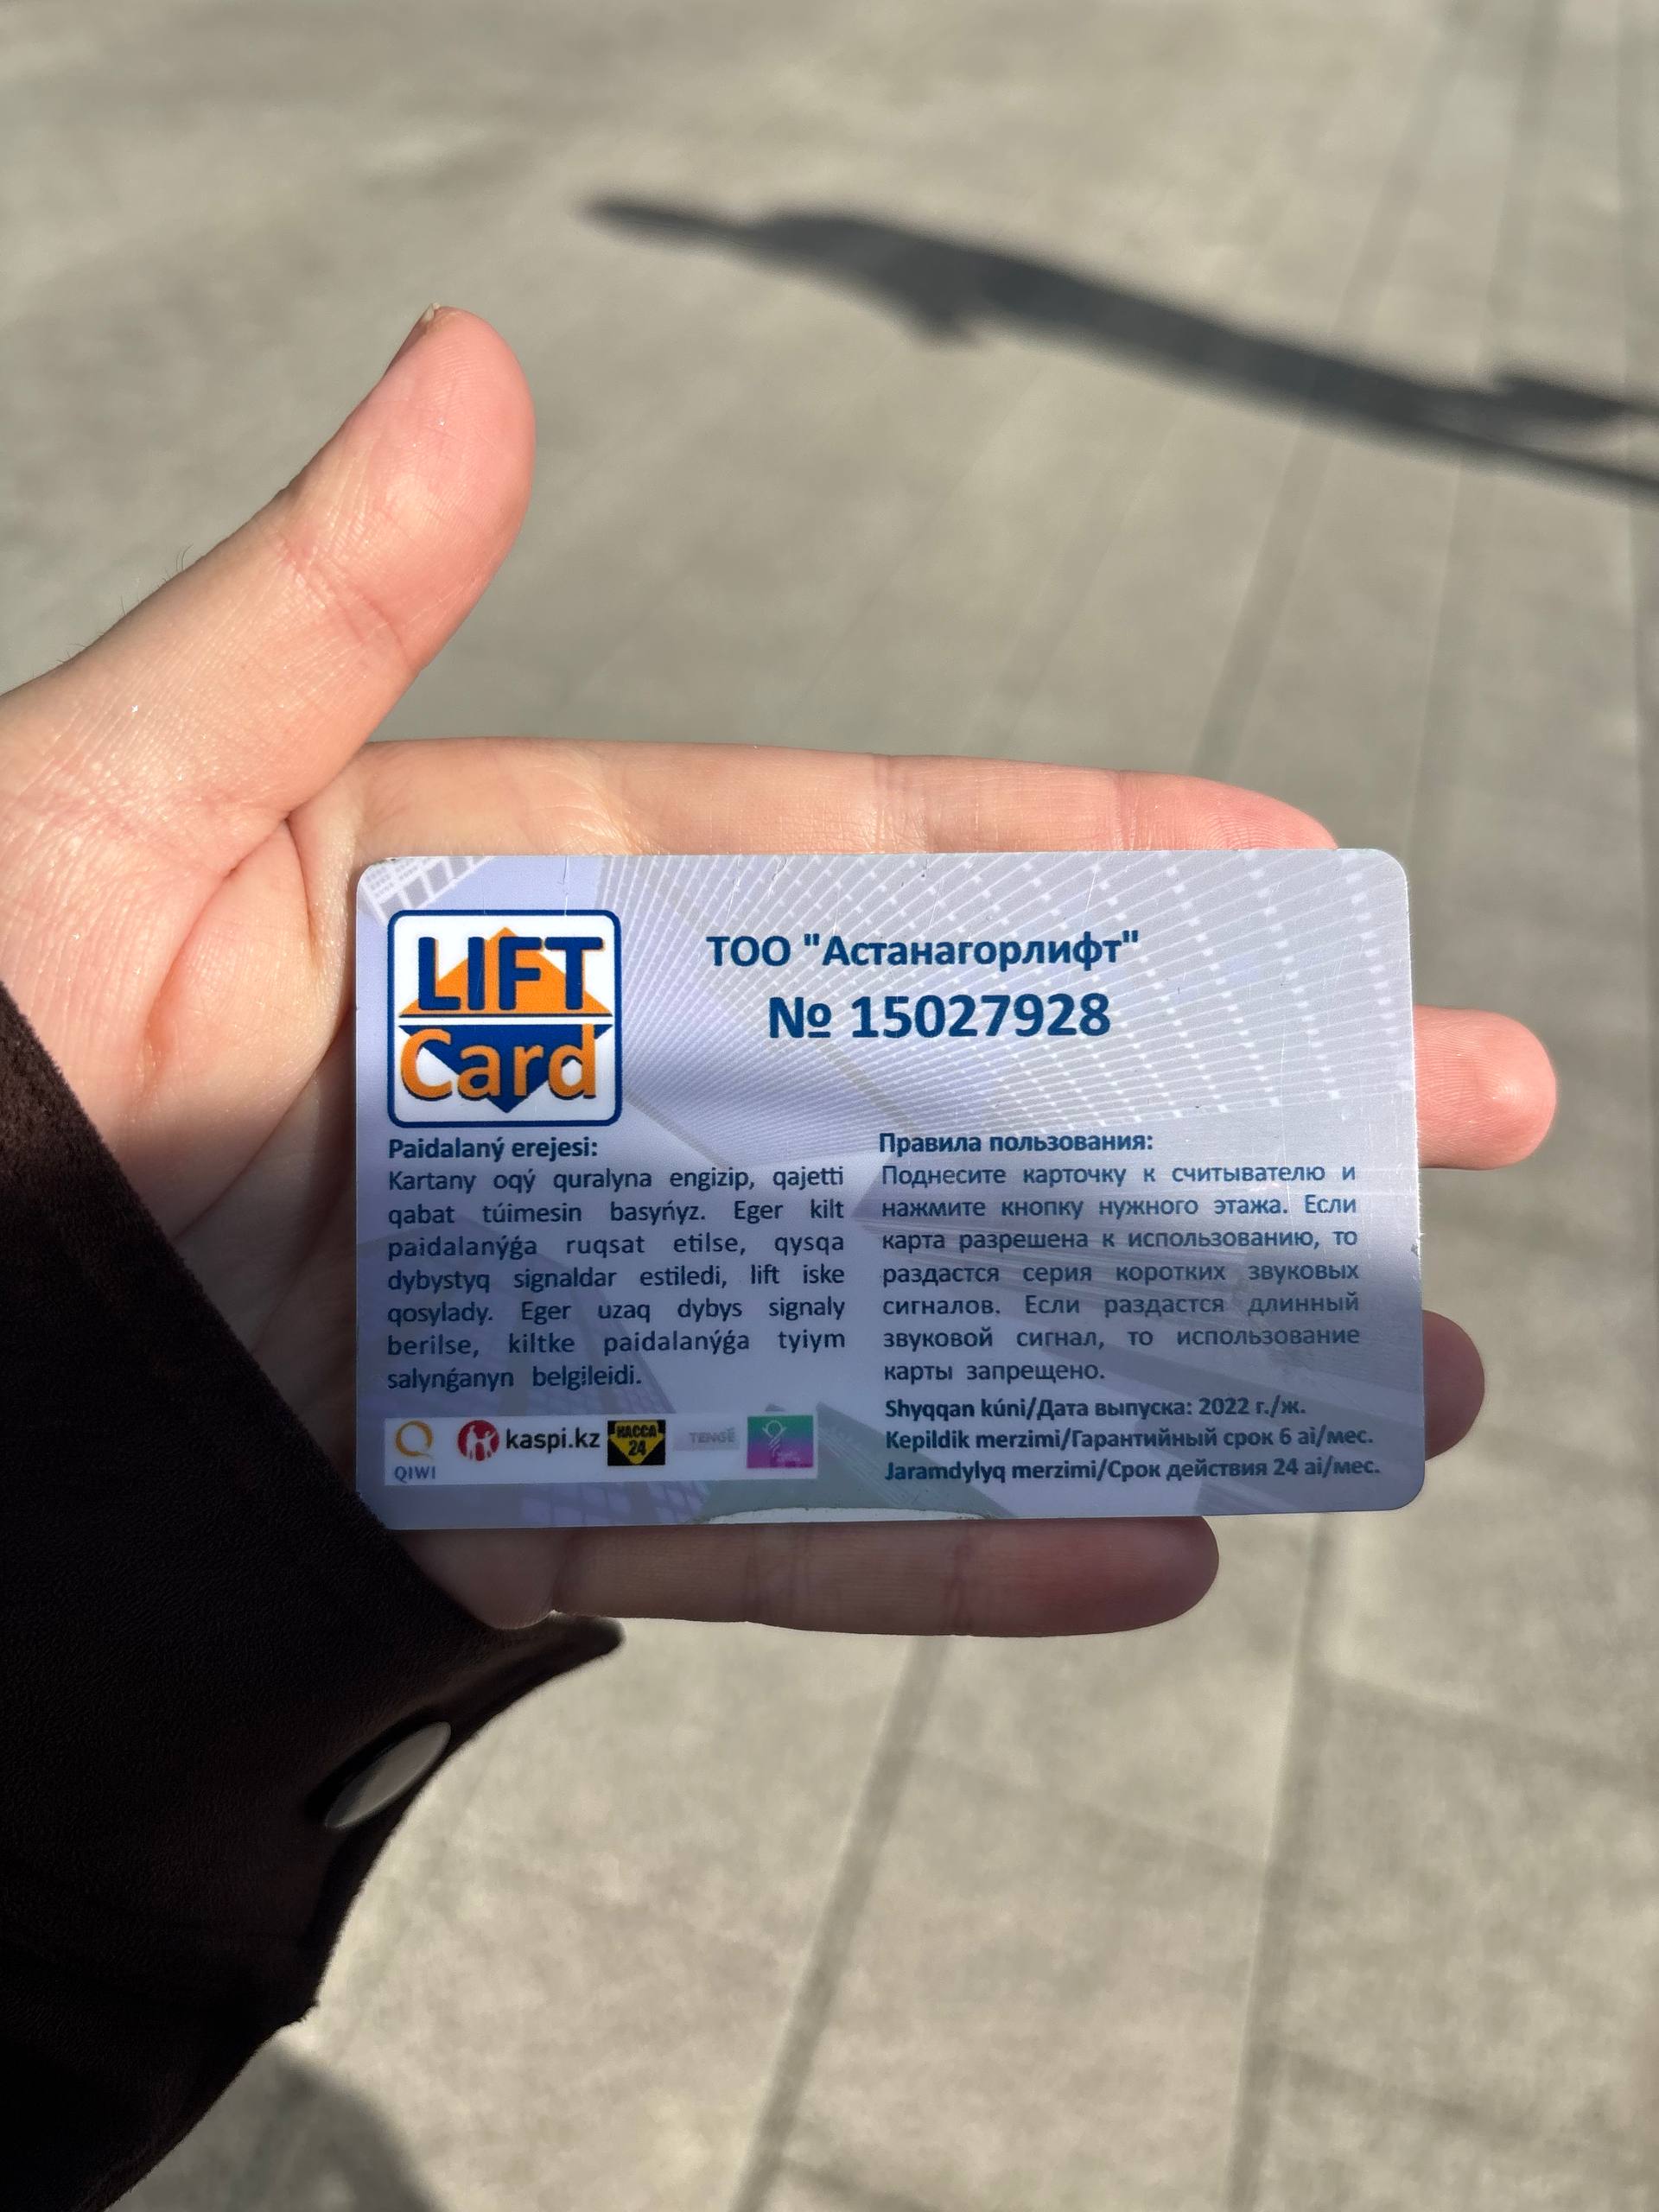 LIFT
Card
ТОО "Астанагорлифт"
№ 15027928
Paidalaný erejesi:
Kartany oqý quralyna engizip, qajetti
qabat túimesin basyńyz. Eger kilt
paidalanýǵa ruqsat etilse, qysqa
dybystyq signaldar estiledi, lift iske
qosylady. Eger uzaq dybys signaly
berilse, kiltke paidalanýǵa tyiym
salynǵanyn belgileidi.
Правила пользования:
Поднесите карточку к считывателю и
нажмите кнопку нужного этажа. Если
карта разрешена к использованию, то
раздастся серия коротких звуковых
сигналов. Если раздастся длинный
звуковой сигнал, то использование
карты запрещено.
Shyqqan kúni/Дата выпуска: 2022 г./ж.
Kepildik merzimi/Гарантийный срок 6 ai/мес.
Jaramdylyq merzimi/Срок действия 24 ai/мес.
QIWI
kaspi.kz
КАССА
24
TENGE